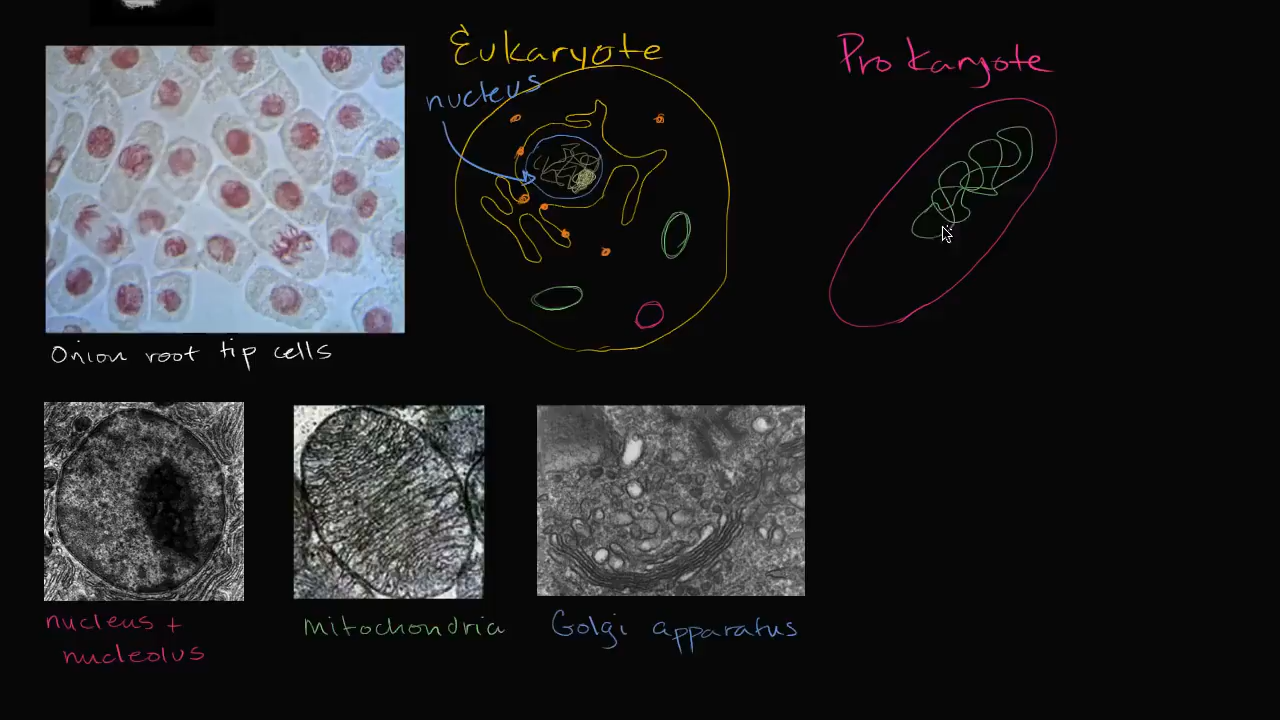 Eukaryote
Prokaryote
nucleus
Onion root tip cells
nucleus +
nucleolus
mitochondria
Golgi apparatus